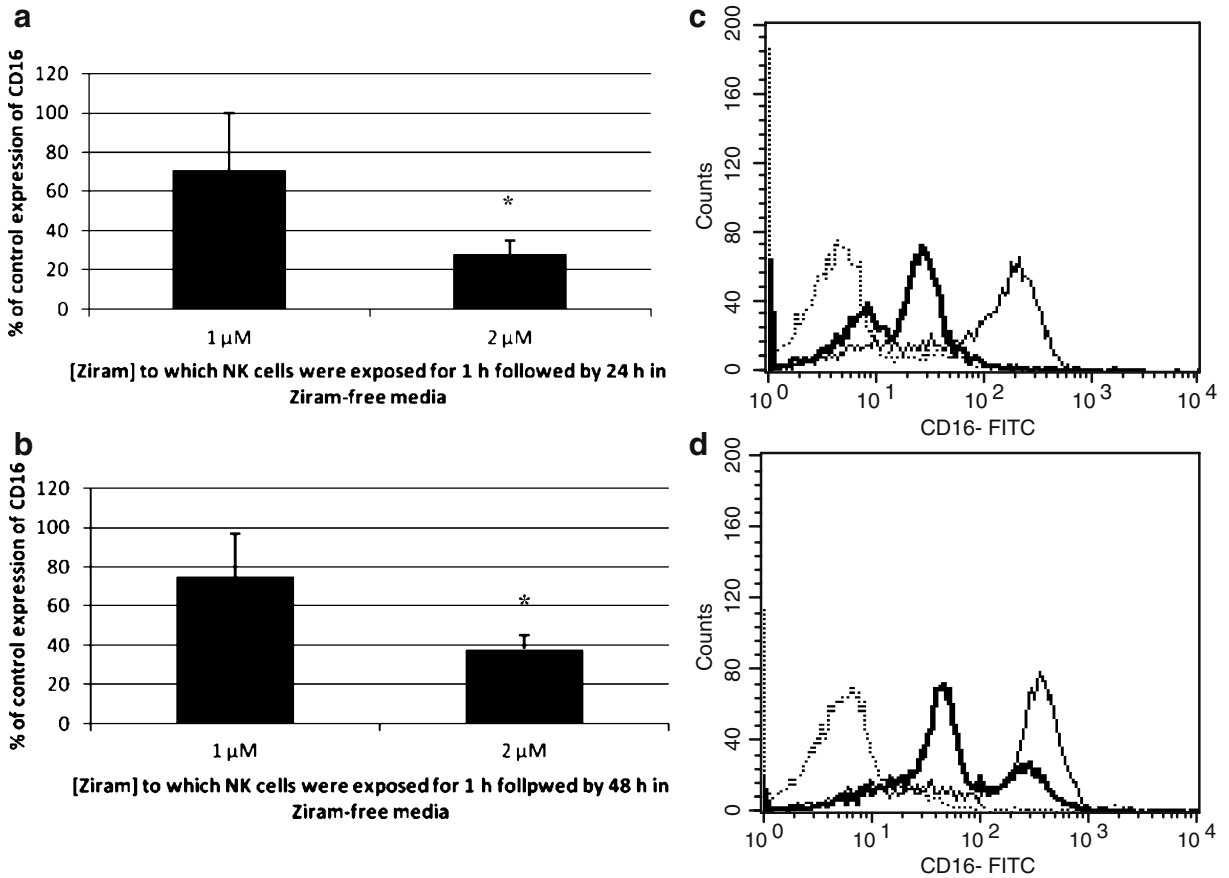 a
% of control expression of CD16
120
100
80
60
40
20
0
*
1 µM
2 µM
[Ziram] to which NK cells were exposed for 1 h followed by 24 h in
Ziram-free media
b
% of control expression of CD16
120
100
80
60
40
20
0
*
1 µM
2 µM
[Ziram] to which NK cells were exposed for 1 h follpwed by 48 h in
Ziram-free media
c
Counts
200
160
120
80
40
0
10^0
10^1
10^2
10^3
10^4
CD16- FITC
d
Counts
200
160
120
80
40
0
10^0
10^1
10^2
10^3
10^4
CD16- FITC